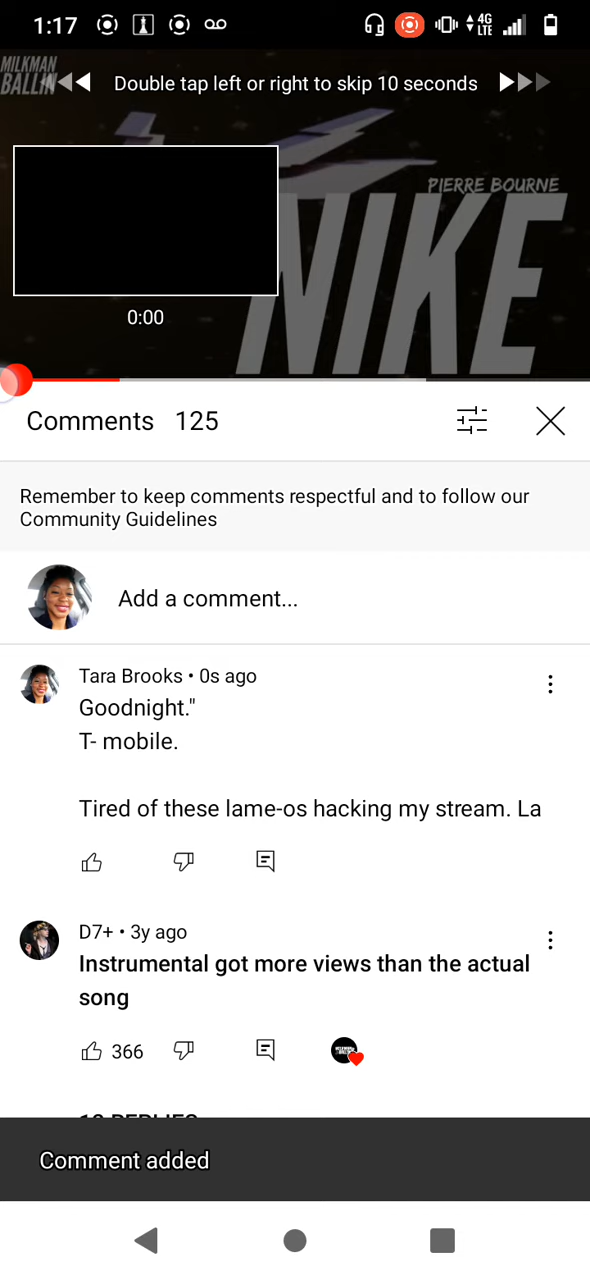 1:17
4G
LTE
MILKMAN
BALLIN
Double tap left or right to skip 10 seconds
PIERRE BOURNE
NIKE
0:00
Comments 125
Remember to keep comments respectful and to follow our
Community Guidelines
Add a comment...
Tara Brooks • 0s ago
Goodnight."
T- mobile.
Tired of these lame-os hacking my stream. La
D7+ • 3y ago
Instrumental got more views than the actual
song
366
Comment added